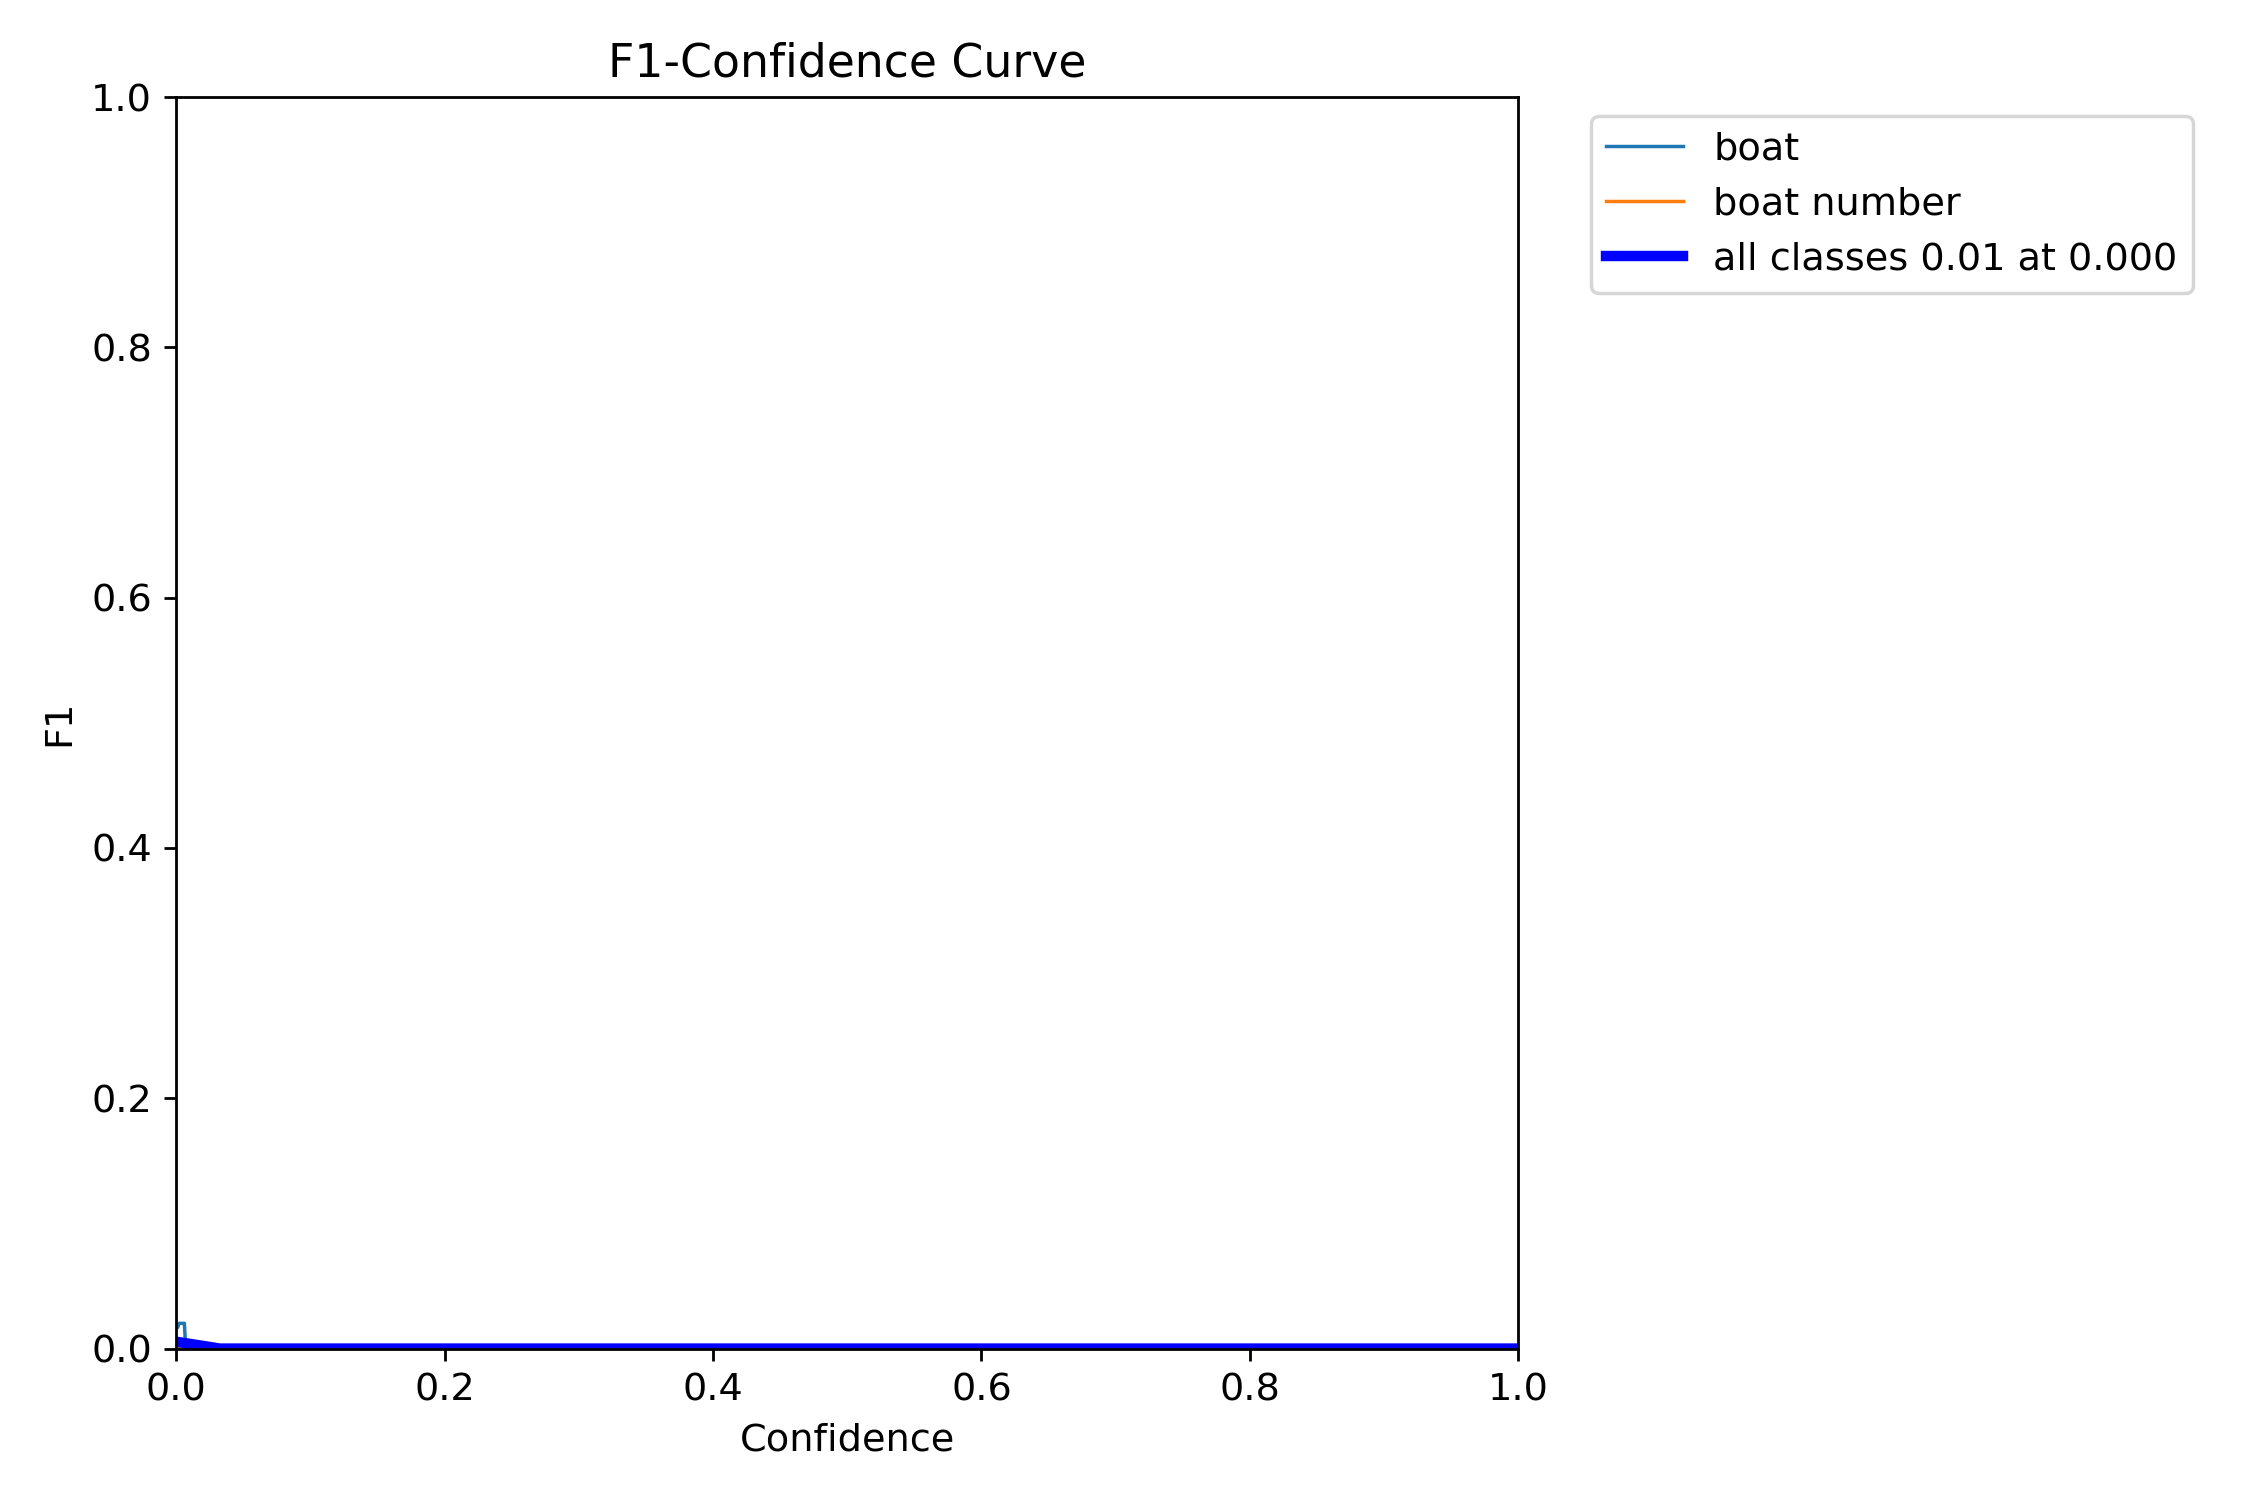 F1-Confidence Curve
1.0
0.8
0.6
0.4
0.2
0.0
F1
0.0 0.2 0.4 0.6 0.8 1.0
Confidence
boat
boat number
all classes 0.01 at 0.000